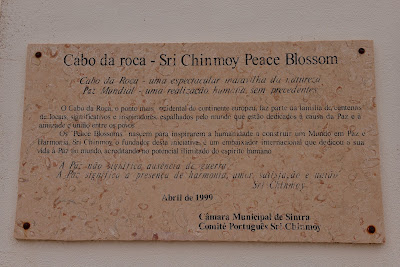 Cabo da roca - Sri Chinmoy Peace Blossom
Cabo da Roca - uma espectacular maravilha da natureza
Paz Mundial - uma realização humana sem precedentes
O Cabo da Roca, o ponto mais ocidental do continente europeu, faz parte da família de centenas
de locais, significativos e inspiradores, espalhados pelo mundo que estão dedicados à causa da Paz e à
amizade e união entre os povos.
Os Peace Blossoms, nascem para inspirarem a humanidade a construir um Mundo em Paz e
Harmonia. Sri Chinmoy, o fundador desta iniciativa, é um embaixador internacional que dedicou a sua
vida à Paz no mundo, acreditando no potencial ilimitado do espírito humano.
A Paz não significa ausência de guerra,
A Paz significa a presença de harmonia, amor, satisfação e união
Sri Chinmoy
Abril de 1999
Câmara Municipal de Sintra
Comité Português Sri Chinmoy